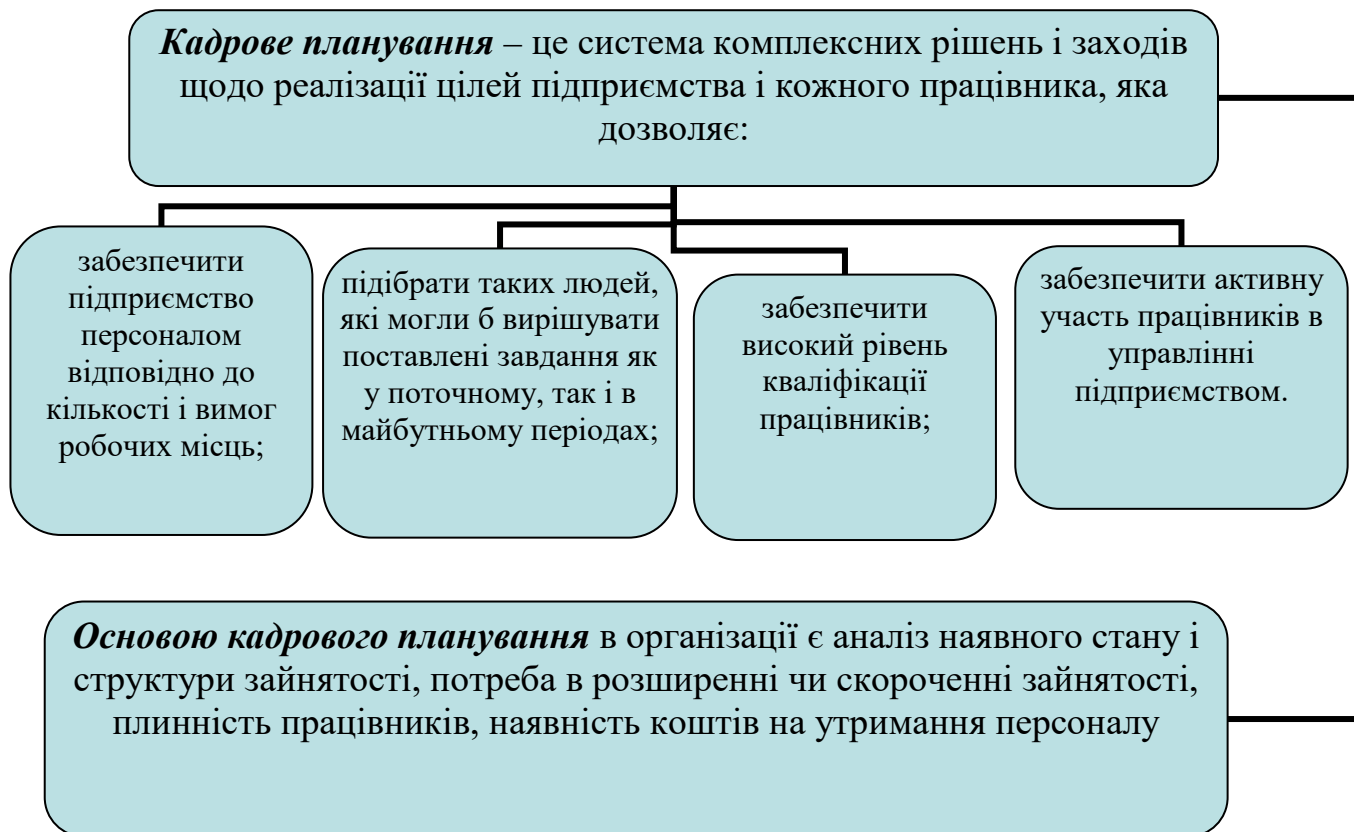 Кадрове планування – це система комплексних рішень і заходів
щодо реалізації цілей підприємства і кожного працівника, яка
дозволяє:
забезпечити
підприємство
персоналом
відповідно до
кількості і вимог
робочих місць;
підібрати таких людей,
які могли б вирішувати
поставлені завдання як
у поточному, так і в
майбутньому періодах;
забезпечити
високий рівень
кваліфікації
працівників;
забезпечити активну
участь працівників в
управлінні
підприємством.
Основою кадрового планування в організації є аналіз наявного стану і
структури зайнятості, потреба в розширенні чи скороченні зайнятості,
плинність працівників, наявність коштів на утримання персоналу